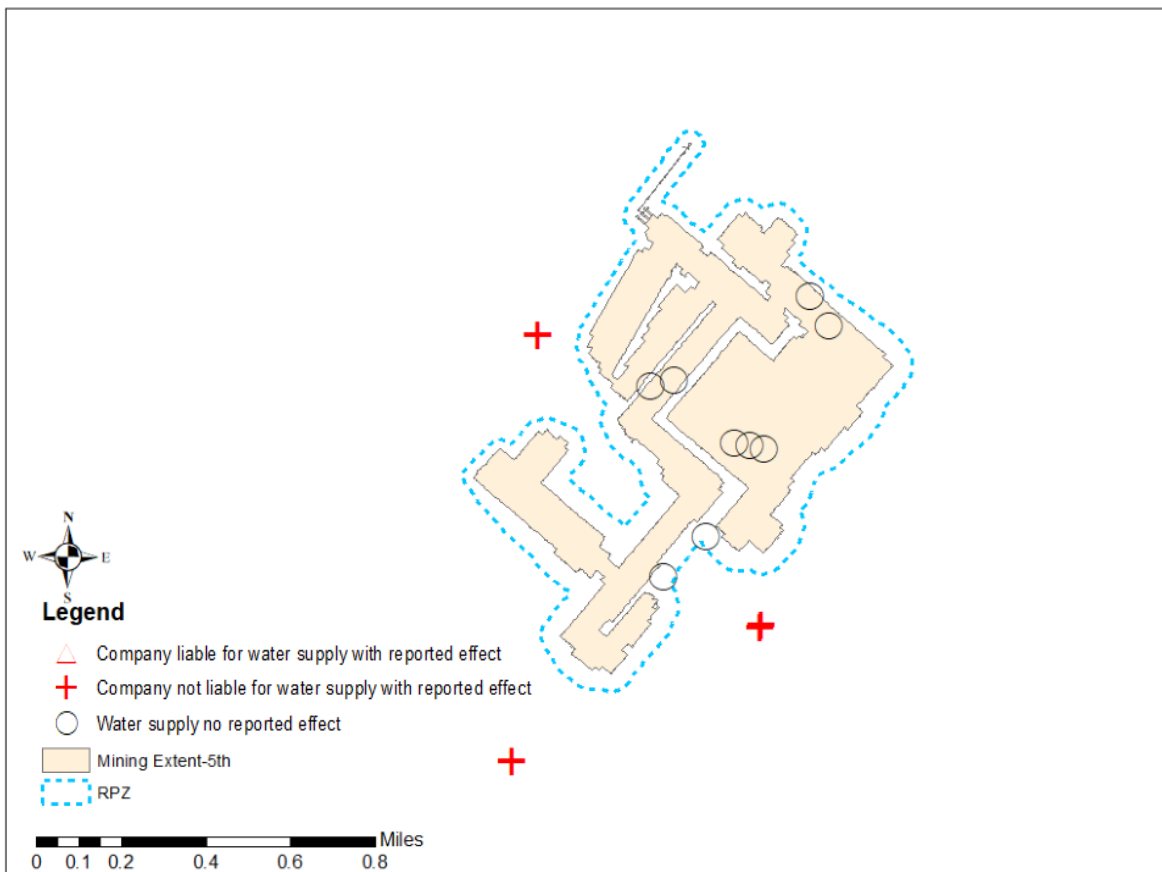 N
W E
S
Legend
Company liable for water supply with reported effect
Company not liable for water supply with reported effect
Water supply no reported effect
Mining Extent-5th
RPZ
Miles
0 0.1 0.2 0.4 0.6 0.8